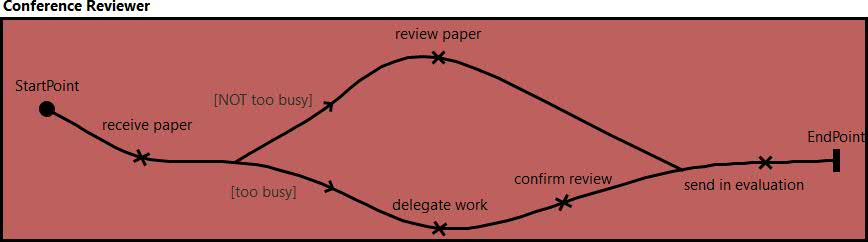 Conference Reviewer
review paper
StartPoint
[NOT too busy]
receive paper
EndPoint
confirm review
send in evaluation
[too busy]
delegate work